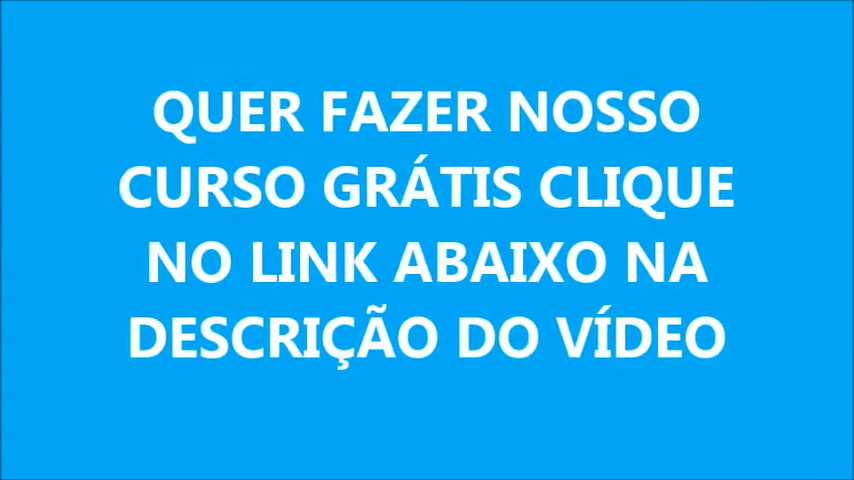 QUER FAZER NOSSO
CURSO GRÁTIS CLIQUE
NO LINK ABAIXO NA
DESCRIÇÃO DO VÍDEO